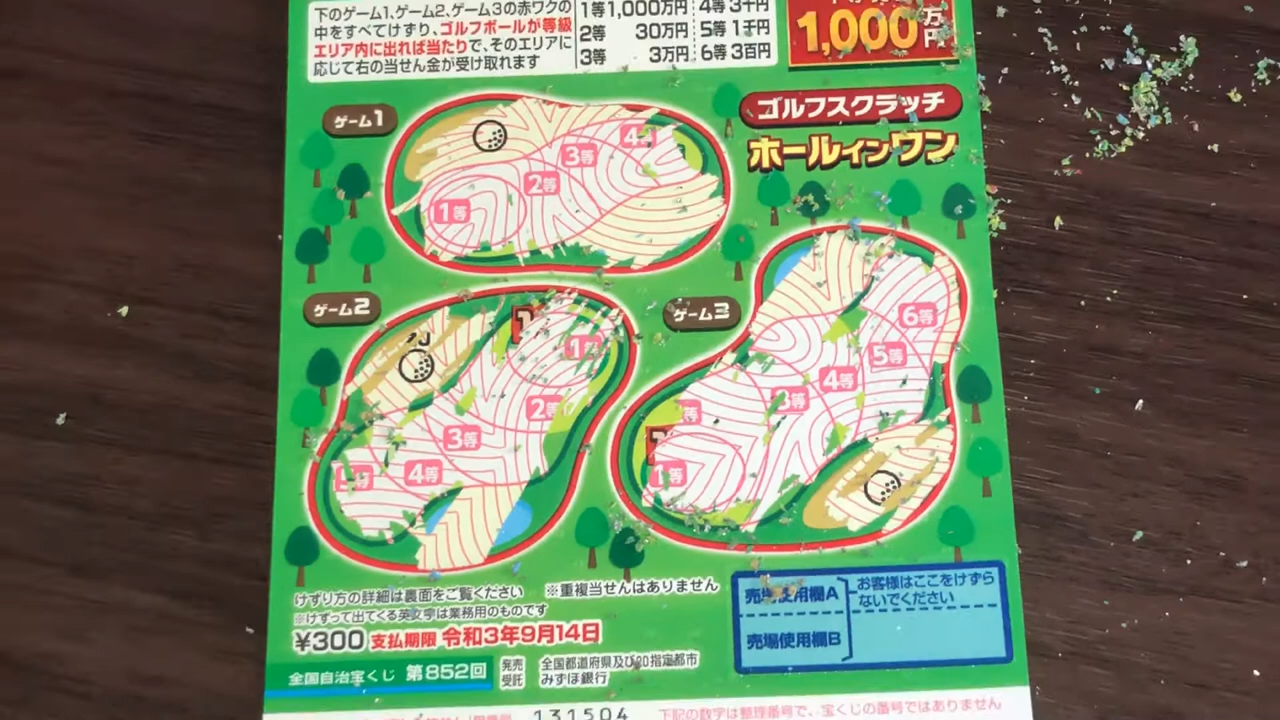 下のゲーム1、ゲーム2、ゲーム3の赤ワクの
中をすべてけずり、ゴルフボールが等級
エリア内に出れば当たりで、そのエリアに
応じて右の当せん金が受け取れます
1等1,000万円
2等 30万円
3等 3万円
4等 3千円
5等 1千円
6等 3百円
1,000万円
ゴルフスクラッチ
ホールインワン
ゲーム1
4
3等
2等
1等
ゲーム2
1等
2等
3等
4等
ゲーム3
6等
5等
4等
3等
等
1等
けずり方の詳細は裏面をご覧ください
※重複当せんはありません
※けずって出てくる英文字は業務用のものです
¥300 支払期限 令和3年9月14日
全国自治宝くじ 第852回
発売 全国都道府県及び20指定都市
受託 みずほ銀行
売場使用欄A
売場使用欄B
お客様はここをけずら
ないでください
131504
下記の数字は整理番号で、宝くじの番号ではありません